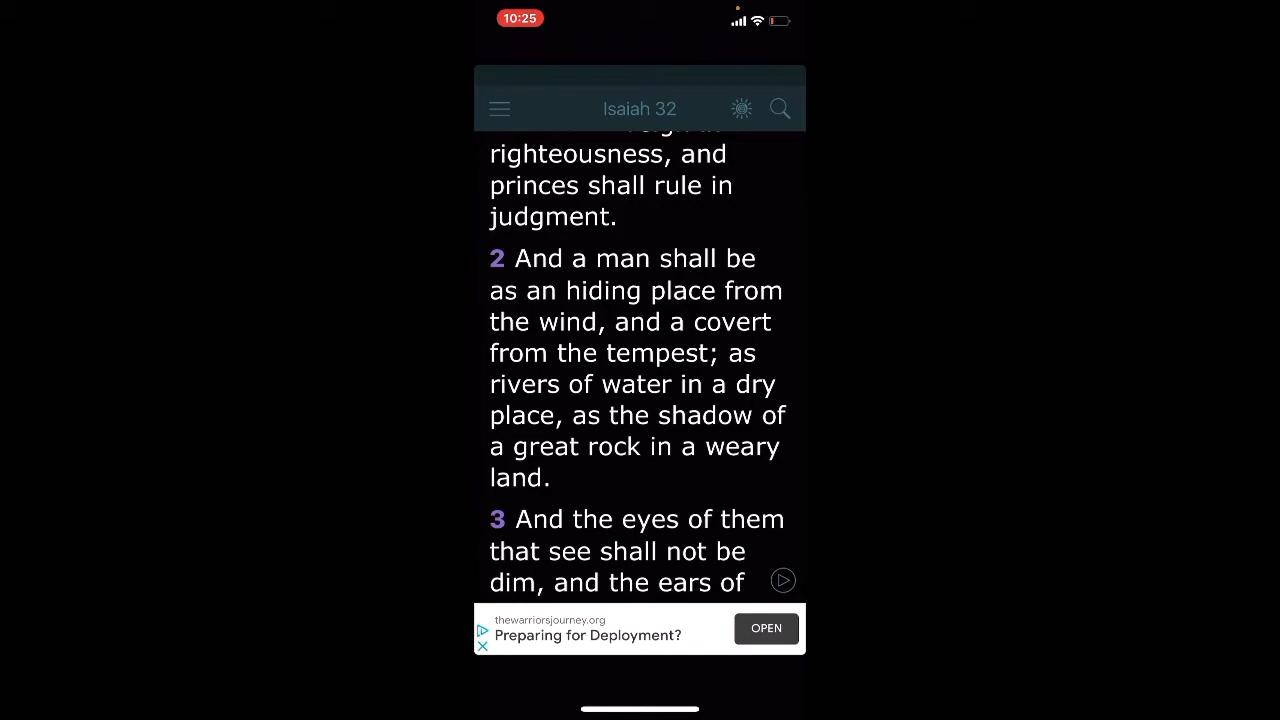 10:25
Isaiah 32
reign in
righteousness, and
princes shall rule in
judgment.
2 And a man shall be
as an hiding place from
the wind, and a covert
from the tempest; as
rivers of water in a dry
place, as the shadow of
a great rock in a weary
land.
3 And the eyes of them
that see shall not be
dim, and the ears of
thewarriorsjourney.org
Preparing for Deployment?
OPEN